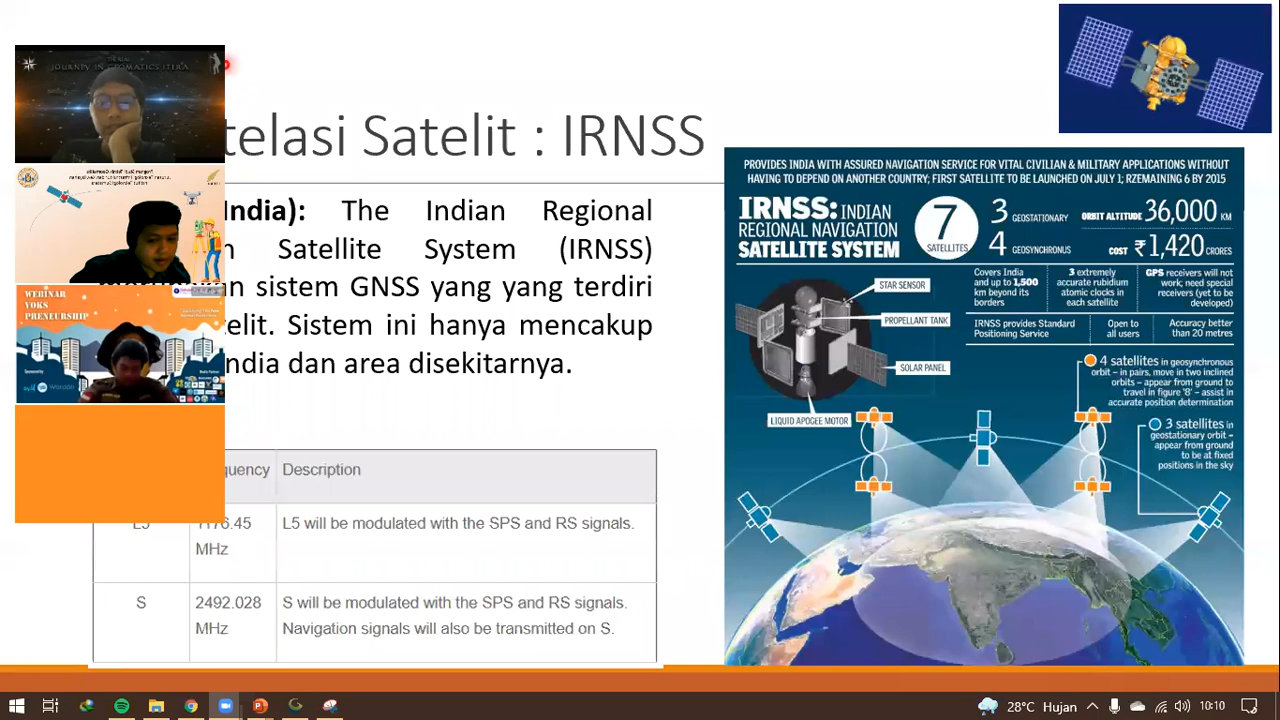 JOURNEY IN GEOMATICS ITERA
telasi Satelit : IRNSS
India): The Indian Regional
n Satellite System (IRNSS)
n sistem GNSS yang yang terdiri
telit. Sistem ini hanya mencakup
ndia dan area disekitarnya.
WEBINAR
YOKS
PRENEURSHIP
quency Description
L5 1176.45 MHz L5 will be modulated with the SPS and RS signals.
S 2492.028 MHz S will be modulated with the SPS and RS signals.
Navigation signals will also be transmitted on S.
PROVIDES INDIA WITH ASSURED NAVIGATION SERVICE FOR VITAL CIVILIAN & MILITARY APPLICATIONS WITHOUT
HAVING TO DEPEND ON ANOTHER COUNTRY; FIRST SATELLITE TO BE LAUNCHED ON JULY 1; RZEMAINING 6 BY 2015
IRNSS: INDIAN
REGIONAL NAVIGATION
SATELLITE SYSTEM
7
SATELLITES
3 GEOSTATIONARY
4 GEOSYNCHRONUS
ORBIT ALTITUDE 36,000 KM
COST ₹1,420 CRORES
Covers India
and up to 1,500
km beyond its
borders
3 extremely
accurate rubidium
atomic clocks in
each satellite
GPS receivers will not
work, need special
receivers (yet to be
developed)
IRNSS provides Standard
Positioning Service
Open to
all users
Accuracy better
than 20 metres
STAR SENSOR
PROPELLANT TANK
SOLAR PANEL
LIQUID APOGEE MOTOR
4 satellites in geosynchronous
orbit – in pairs, move in two inclined
orbits – appear from ground to
travel in figure '8' – assist in
accurate position determination
3 satellites in
geostationary orbit –
appear from ground
to be at fixed
positions in the sky
28°C Hujan
10:10